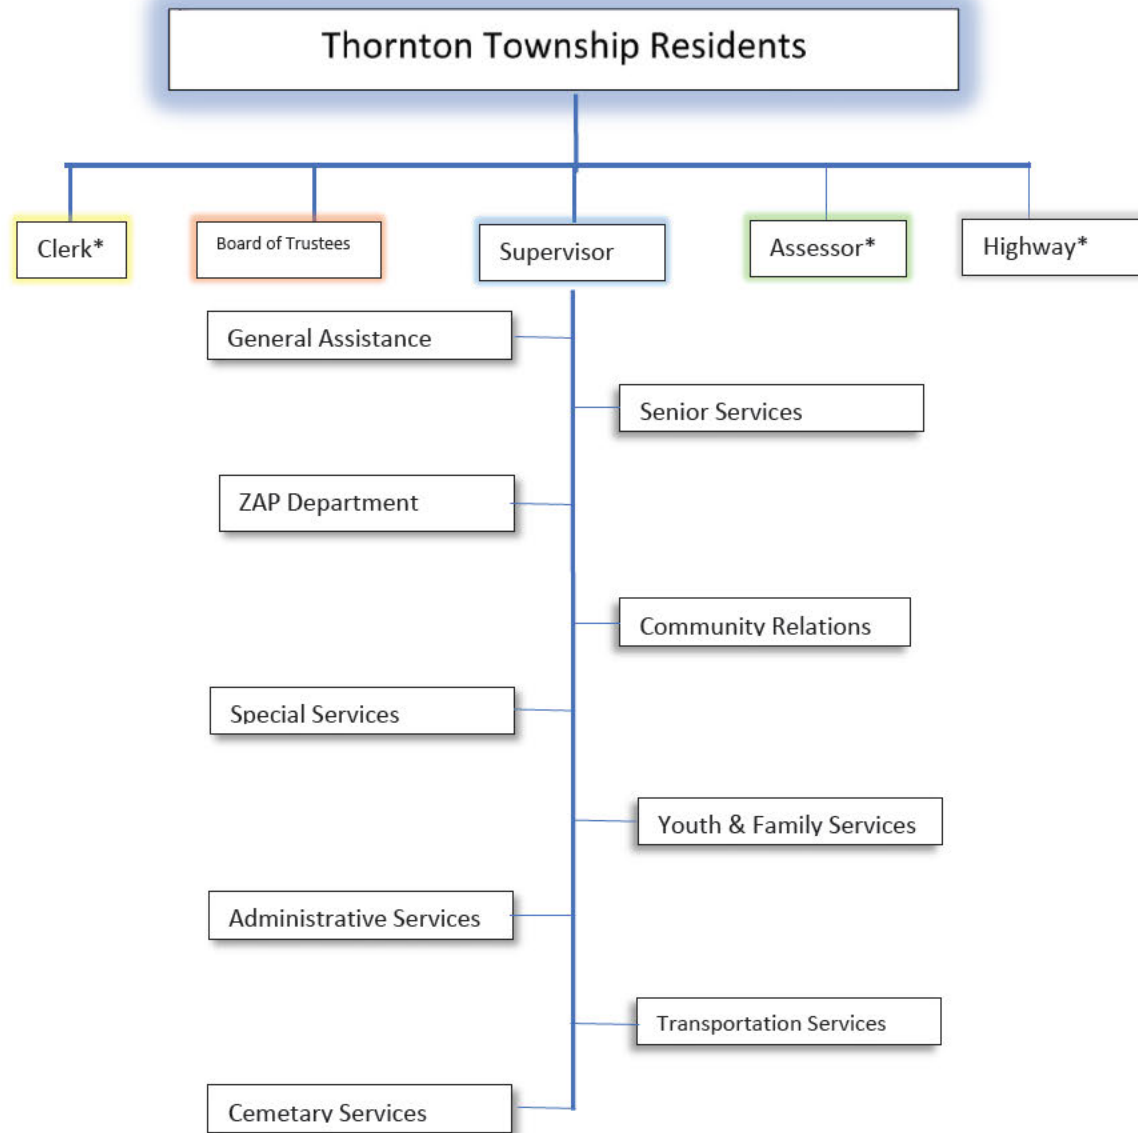 Thornton Township Residents
Clerk*
Board of Trustees
Supervisor
Assessor*
Highway*
General Assistance
Senior Services
ZAP Department
Community Relations
Special Services
Youth & Family Services
Administrative Services
Transportation Services
Cemetary Services